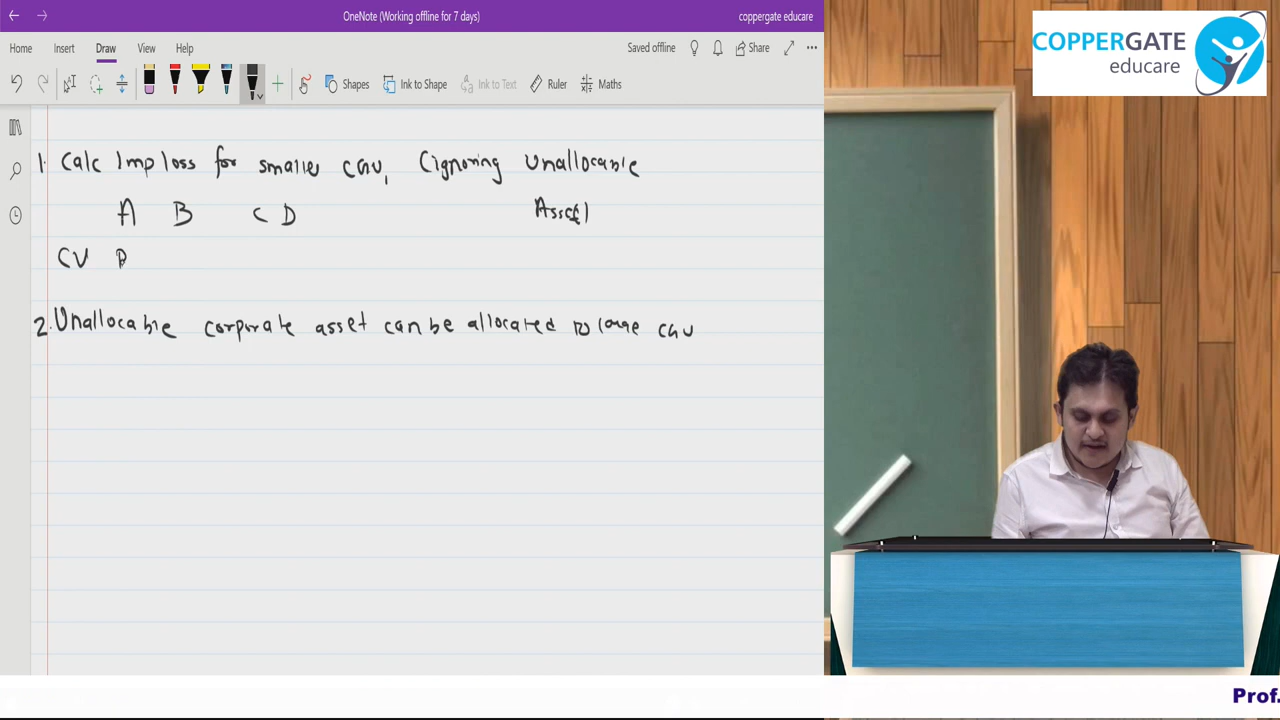 OneNote (Working offline for 7 days)
coppergate educare
Home Insert Draw View Help
Saved offline Share
Shapes Ink to Shape Ink to Text Ruler Maths
COPPERGATE
educare
1. Calc Imp loss for smaller CGU, (ignoring Unallocable
A B C D Asset)
CV
2. Unallocable corporate asset can be allocated to large CGU
Prof.